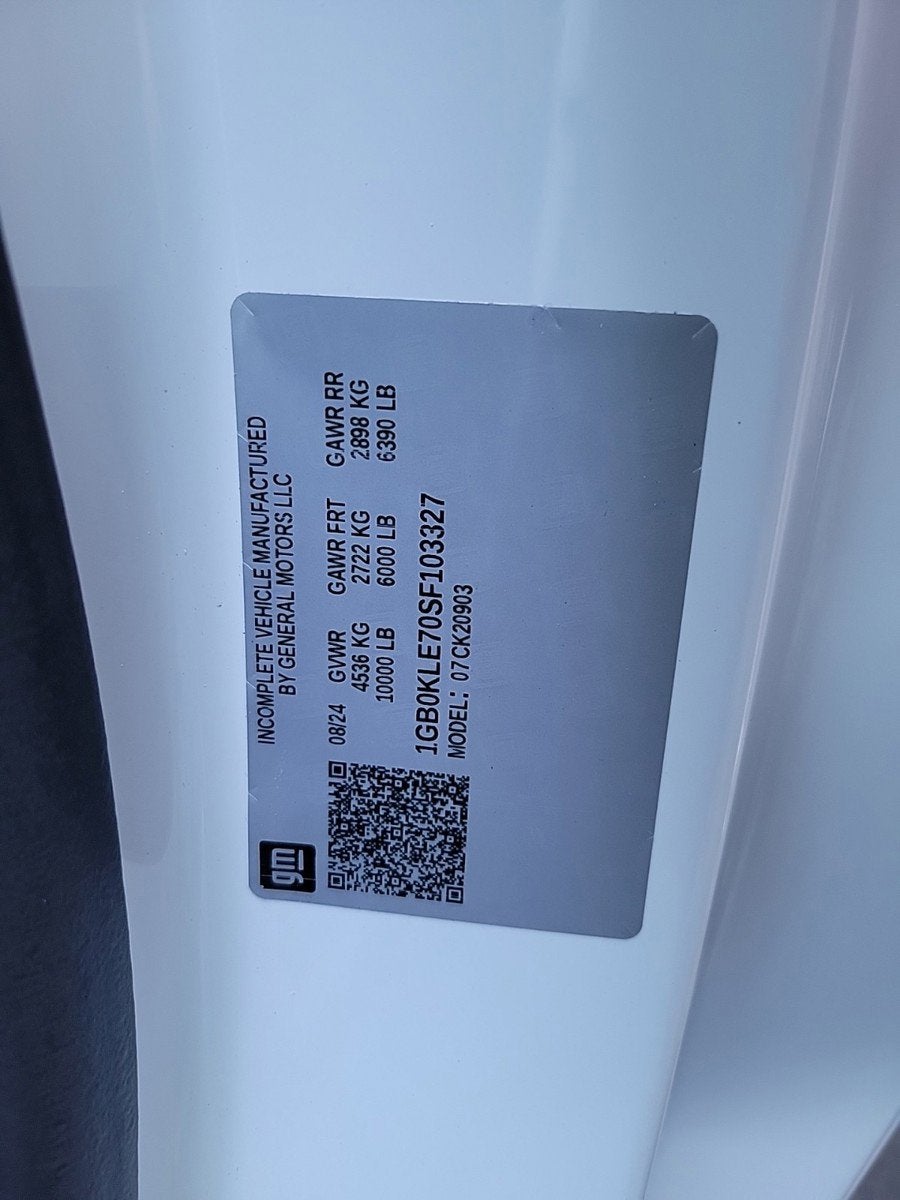 gm
INCOMPLETE VEHICLE MANUFACTURED
BY GENERAL MOTORS LLC
08/24 GVWR GAWR FRT GAWR RR
4536 KG 2722 KG 2898 KG
10000 LB 6000 LB 6390 LB
1GB0KLE70SF103327
MODEL: 07CK20903